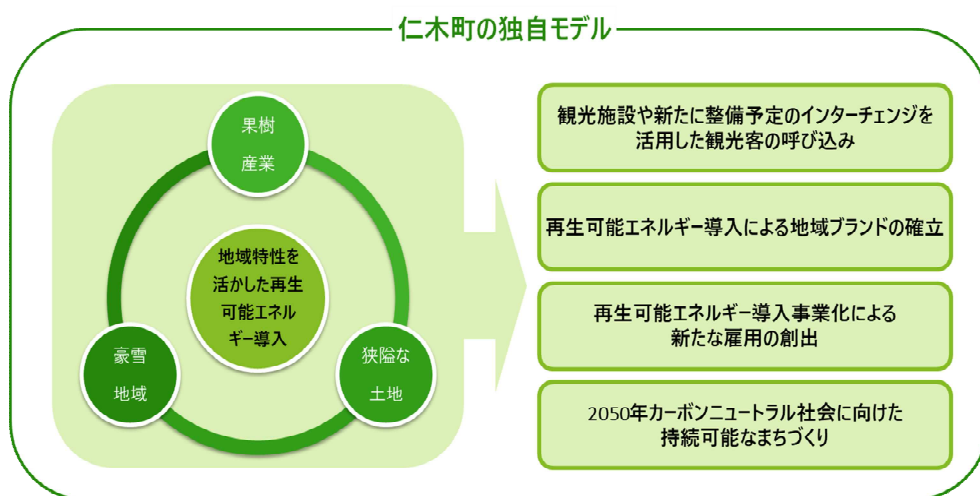 仁木町の独自モデル
果樹
産業
地域特性を
活かした再生
可能エネル
ギー導入
豪雪
地域
狭隘な
土地
観光施設や新たに整備予定のインターチェンジを
活用した観光客の呼び込み
再生可能エネルギー導入による地域ブランドの確立
再生可能エネルギー導入事業化による
新たな雇用の創出
2050年カーボンニュートラル社会に向けた
持続可能なまちづくり